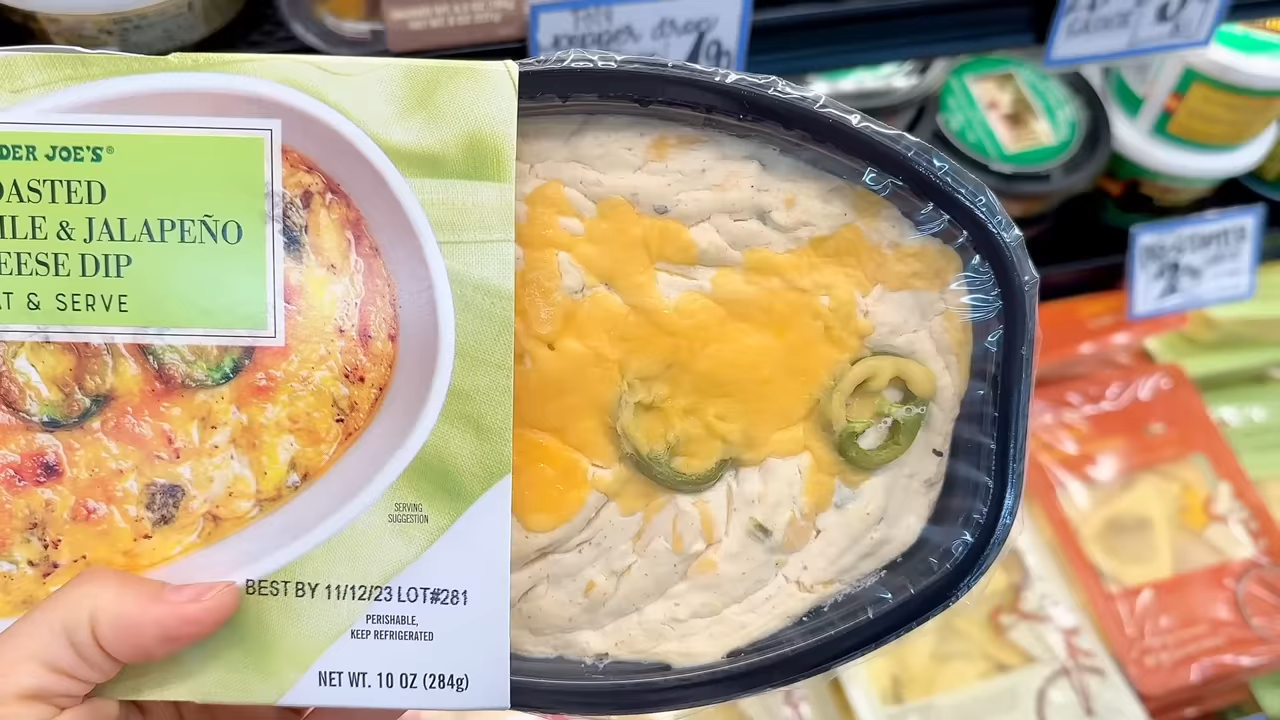 DER JOE'S®
OASTED
ILE & JALAPEÑO
EESE DIP
AT & SERVE
SERVING
SUGGESTION
BEST BY 11/12/23 LOT#281
PERISHABLE,
KEEP REFRIGERATED
NET WT. 10 OZ (284g)
pepper